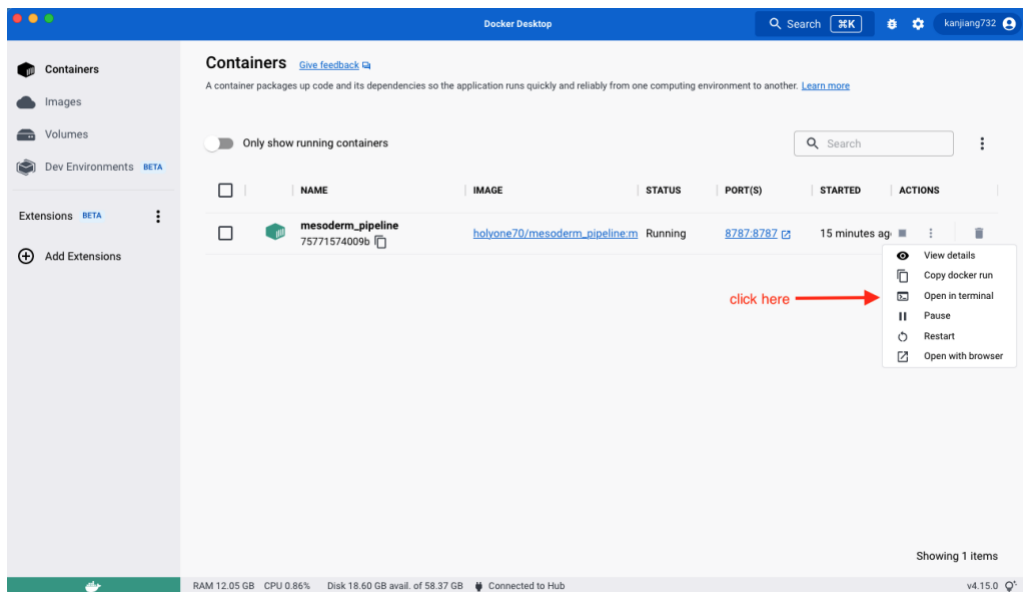 Docker Desktop
Search ⌘K
kanjiang732
Containers
Images
Volumes
Dev Environments BETA
Extensions BETA
Add Extensions
Containers Give feedback
A container packages up code and its dependencies so the application runs quickly and reliably from one computing environment to another. Learn more
Only show running containers
Search
NAME IMAGE STATUS PORT(S) STARTED ACTIONS
mesoderm_pipeline
75771574009b
holyone70/mesoderm_pipeline:m Running 8787:8787 15 minutes ag
View details
Copy docker run
click here
Open in terminal
Pause
Restart
Open with browser
Showing 1 items
RAM 12.05 GB CPU 0.86% Disk 18.60 GB avail. of 58.37 GB Connected to Hub v4.15.0